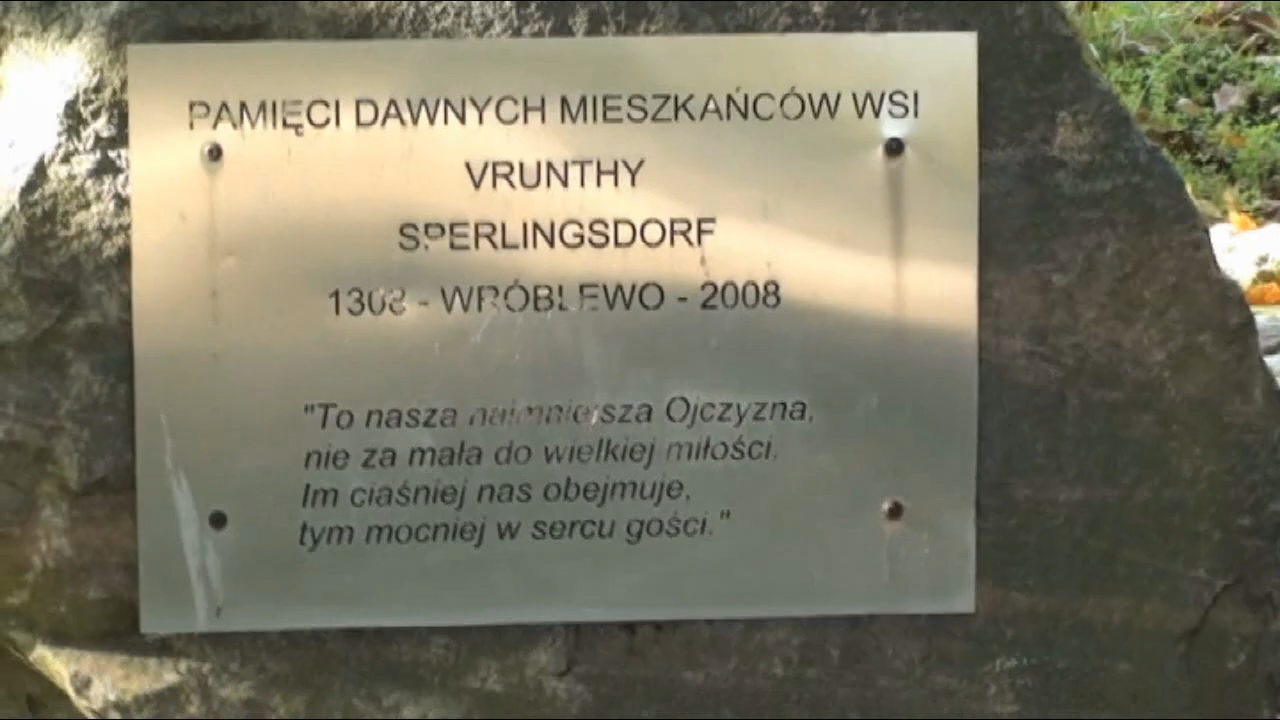 PAMIĘCI DAWNYCH MIESZKAŃCÓW WSI
VRUNTHY
SPERLINGSDORF
1308 - WRÓBLEWO - 2008
"To nasza najmniejsza Ojczyzna,
nie za mała do wielkiej miłości.
Im ciaśniej nas obejmuje,
tym mocniej w sercu gości."